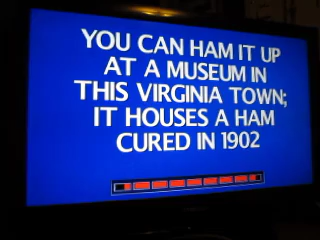 YOU CAN HAM IT UP
AT A MUSEUM IN
THIS VIRGINIA TOWN;
IT HOUSES A HAM
CURED IN 1902